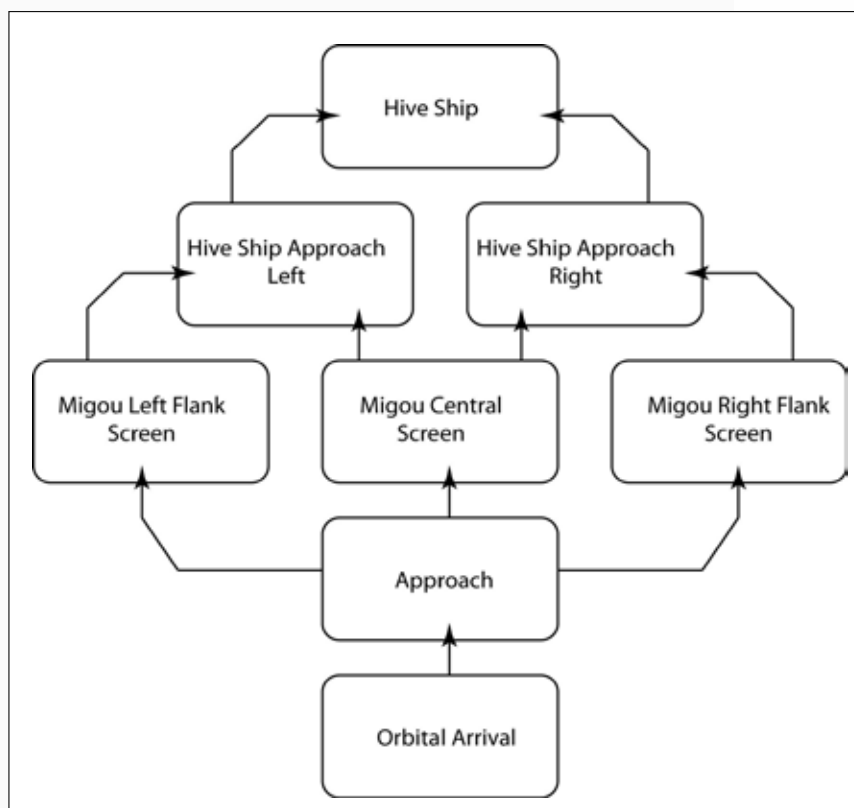 Hive Ship
Hive Ship Approach
Left
Hive Ship Approach
Right
Migou Left Flank
Screen
Migou Central
Screen
Migou Right Flank
Screen
Approach
Orbital Arrival